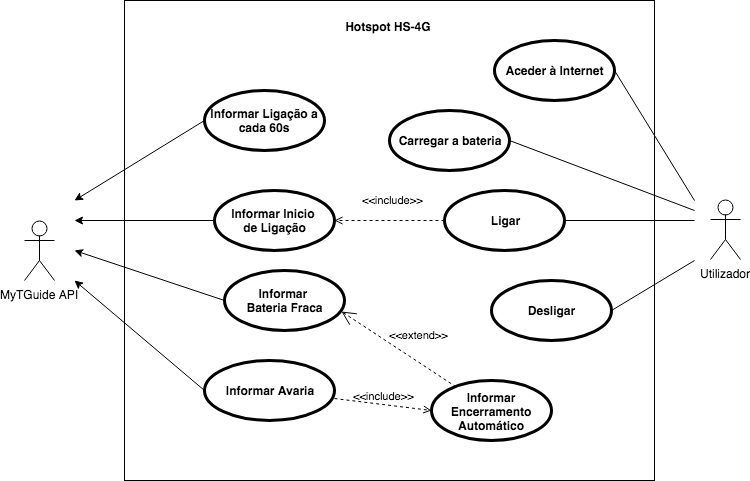 Hotspot HS-4G
Aceder à Internet
Informar Ligação a
cada 60s
Carregar a bateria
<<include>>
Informar Inicio
de Ligação
Ligar
Utilizador
MyTGuide API
Informar
Bateria Fraca
Desligar
<<extend>>
Informar Avaria
<<include>>
Informar
Encerramento
Automático